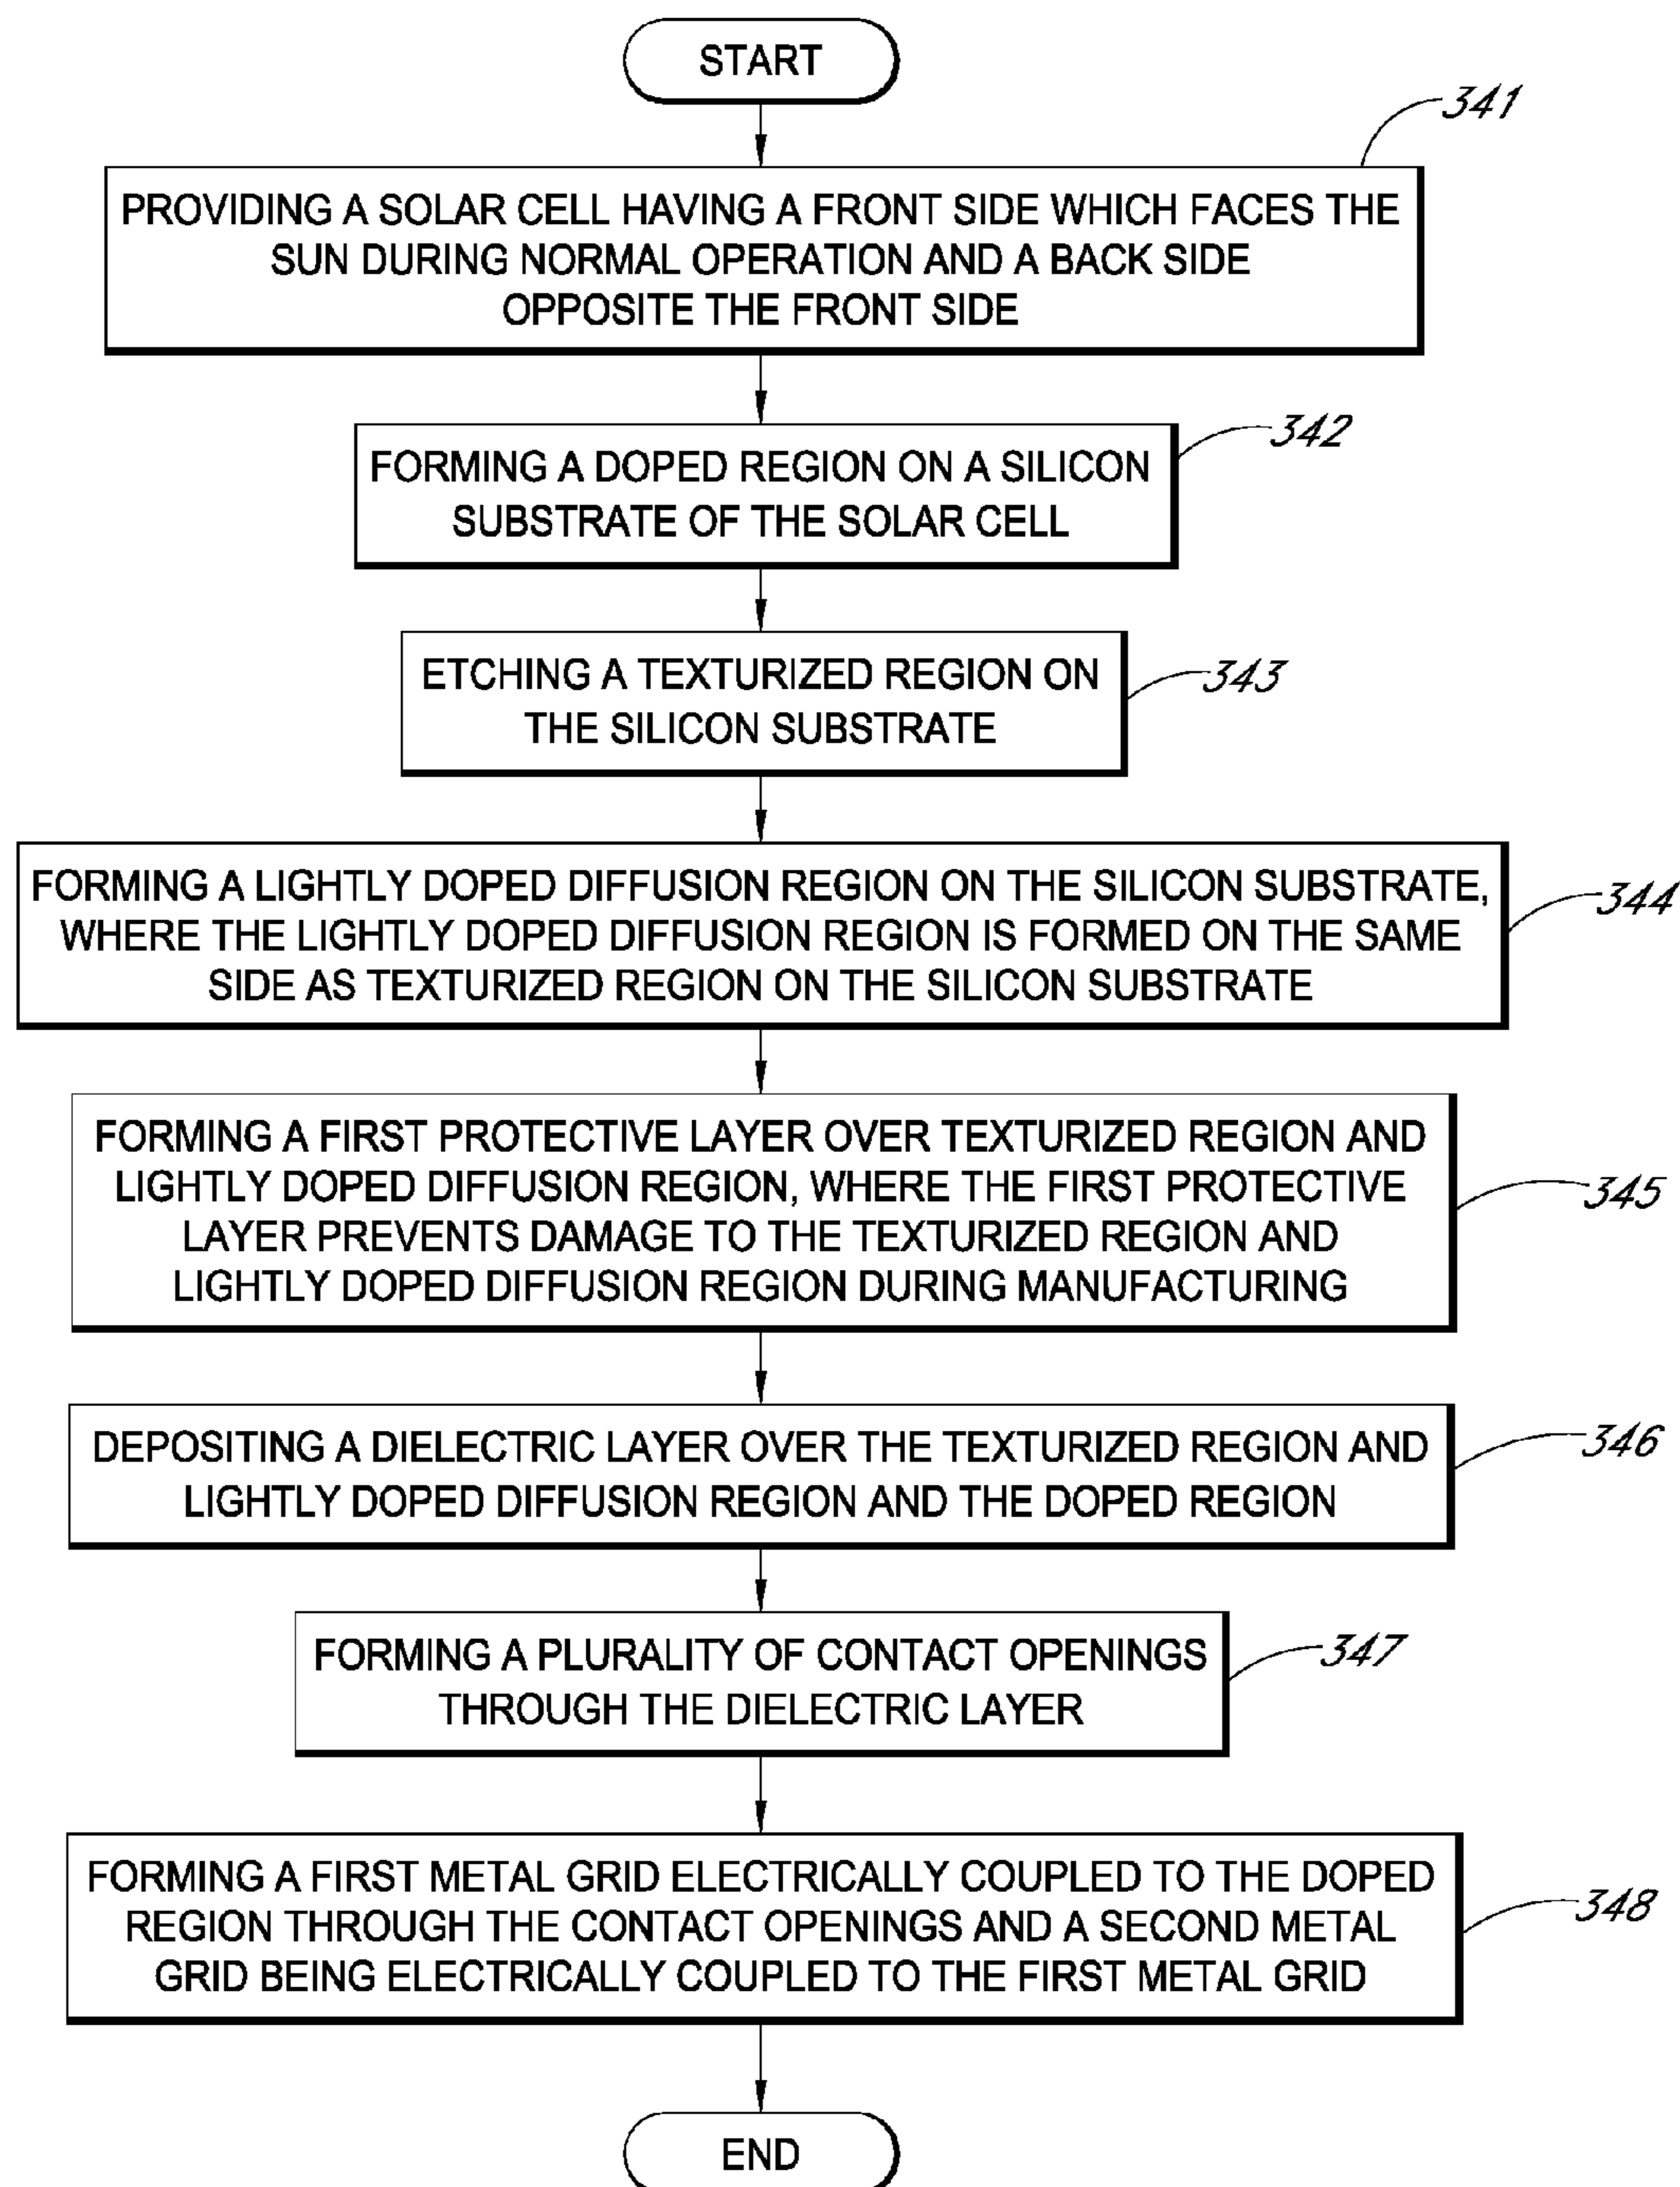 START
341
PROVIDING A SOLAR CELL HAVING A FRONT SIDE WHICH FACES THE
SUN DURING NORMAL OPERATION AND A BACK SIDE
OPPOSITE THE FRONT SIDE
342
FORMING A DOPED REGION ON A SILICON
SUBSTRATE OF THE SOLAR CELL
343
ETCHING A TEXTURIZED REGION ON
THE SILICON SUBSTRATE
344
FORMING A LIGHTLY DOPED DIFFUSION REGION ON THE SILICON SUBSTRATE,
WHERE THE LIGHTLY DOPED DIFFUSION REGION IS FORMED ON THE SAME
SIDE AS TEXTURIZED REGION ON THE SILICON SUBSTRATE
345
FORMING A FIRST PROTECTIVE LAYER OVER TEXTURIZED REGION AND
LIGHTLY DOPED DIFFUSION REGION, WHERE THE FIRST PROTECTIVE
LAYER PREVENTS DAMAGE TO THE TEXTURIZED REGION AND
LIGHTLY DOPED DIFFUSION REGION DURING MANUFACTURING
346
DEPOSITING A DIELECTRIC LAYER OVER THE TEXTURIZED REGION AND
LIGHTLY DOPED DIFFUSION REGION AND THE DOPED REGION
347
FORMING A PLURALITY OF CONTACT OPENINGS
THROUGH THE DIELECTRIC LAYER
348
FORMING A FIRST METAL GRID ELECTRICALLY COUPLED TO THE DOPED
REGION THROUGH THE CONTACT OPENINGS AND A SECOND METAL
GRID BEING ELECTRICALLY COUPLED TO THE FIRST METAL GRID
END